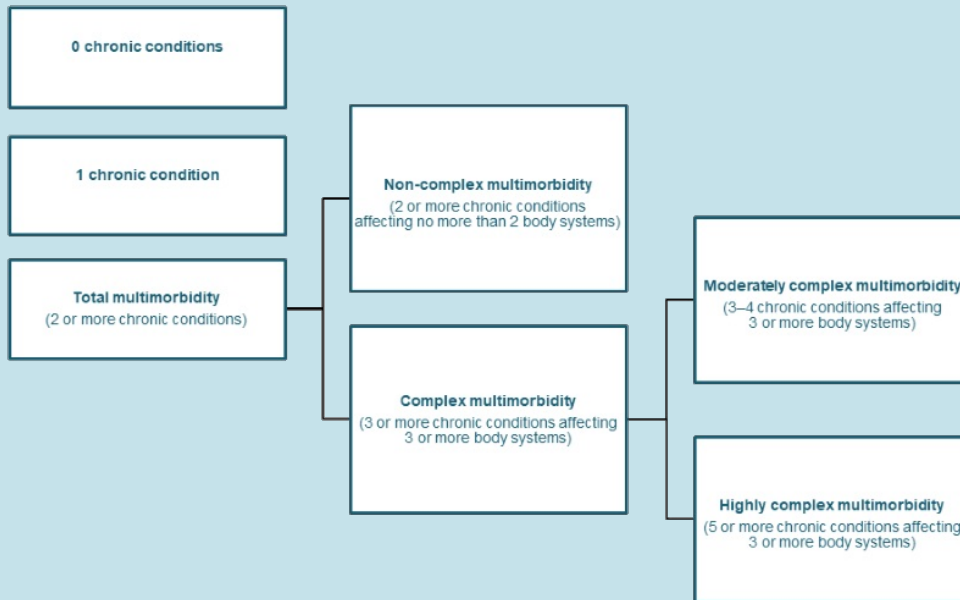 0 chronic conditions
1 chronic condition
Total multimorbidity
(2 or more chronic conditions)
Non-complex multimorbidity
(2 or more chronic conditions
affecting no more than 2 body systems)
Complex multimorbidity
(3 or more chronic conditions affecting
3 or more body systems)
Moderately complex multimorbidity
(3–4 chronic conditions affecting
3 or more body systems)
Highly complex multimorbidity
(5 or more chronic conditions affecting
3 or more body systems)